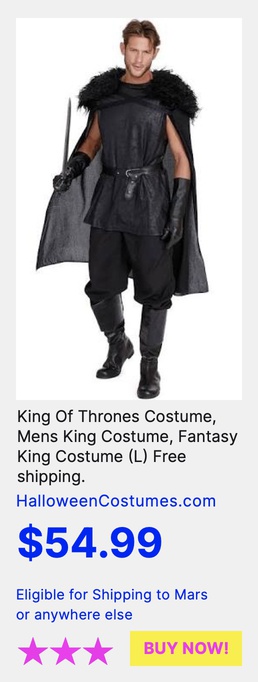 King Of Thrones Costume,
Mens King Costume, Fantasy
King Costume (L) Free
shipping.
HalloweenCostumes.com
$54.99
Eligible for Shipping to Mars
or anywhere else
BUY NOW!